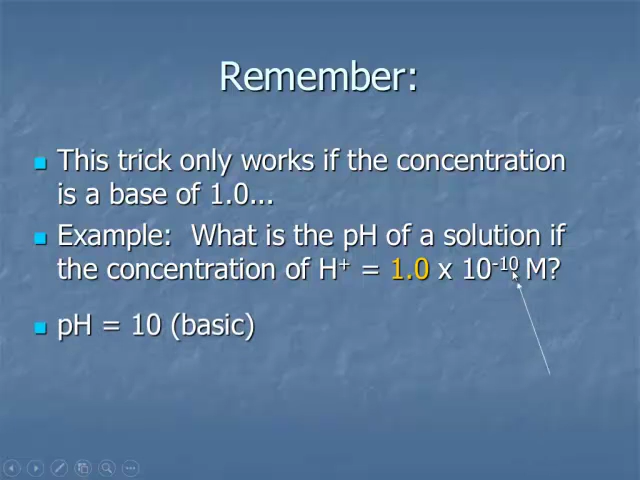 Remember:
This trick only works if the concentration
is a base of 1.0...
Example: What is the pH of a solution if
the concentration of H⁺ = 1.0 x 10⁻¹⁰ M?
pH = 10 (basic)